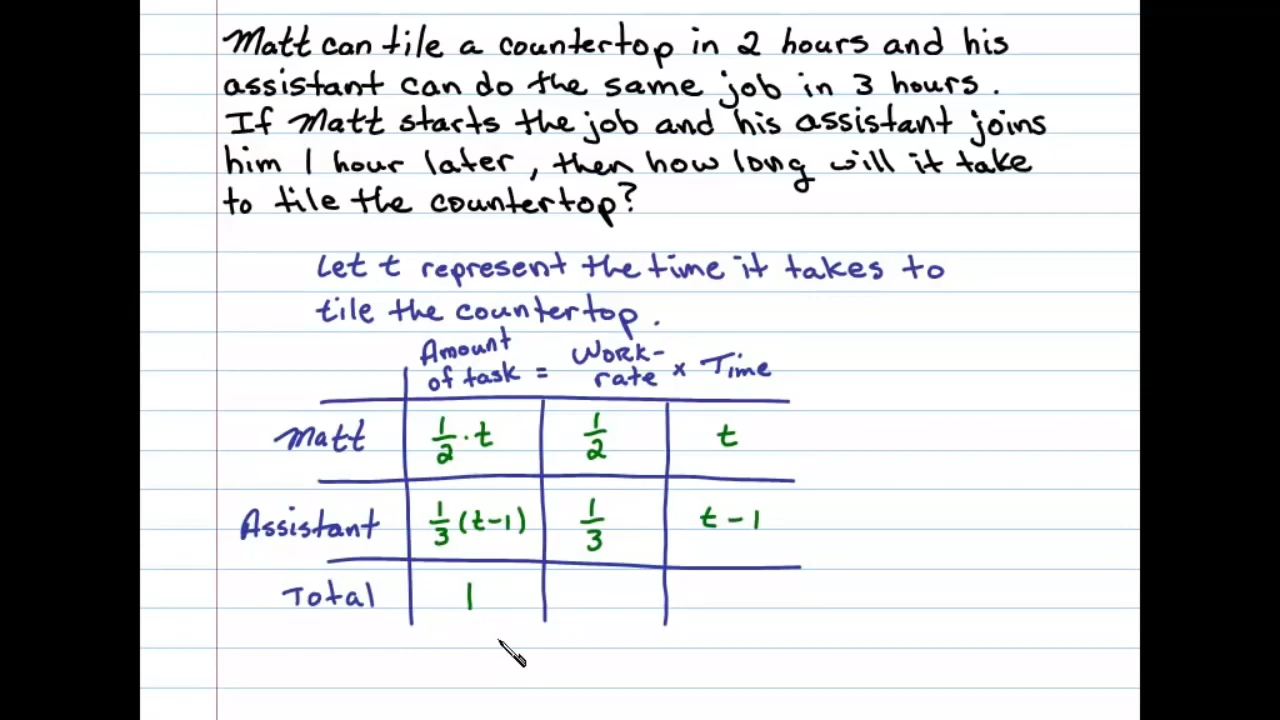 Matt can tile a countertop in 2 hours and his
assistant can do the same job in 3 hours.
If Matt starts the job and his assistant joins
him 1 hour later, then how long will it take
to tile the countertop?
Let t represent the time it takes to
tile the countertop.
Amount of task = Work-rate × Time
Matt 1/2 · t 1/2 t
Assistant 1/3 (t-1) 1/3 t-1
Total 1